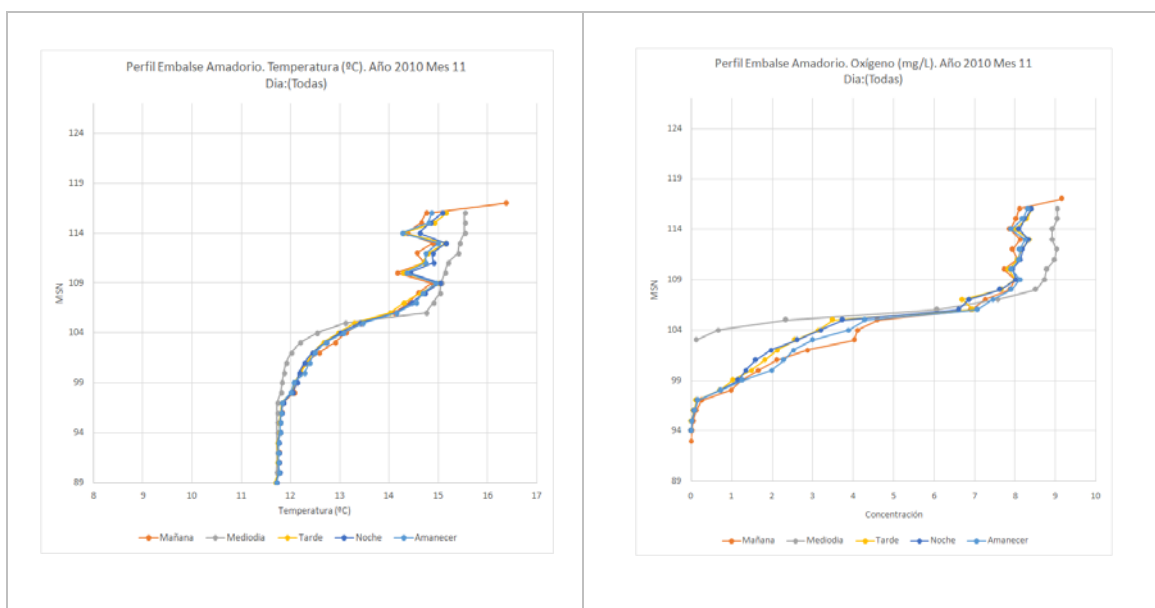 Perfil Embalse Amadorio. Temperatura (ºC). Año 2010 Mes 11
Dia:(Todas)
124
119
114
109
104
99
94
89
MSN
8 9 10 11 12 13 14 15 16 17
Temperatura (ºC)
Mañana Mediodia Tarde Noche Amanecer
Perfil Embalse Amadorio. Oxígeno (mg/L). Año 2010 Mes 11
Dia:(Todas)
124
119
114
109
104
99
94
89
MSN
0 1 2 3 4 5 6 7 8 9 10
Concentración
Mañana Mediodia Tarde Noche Amanecer